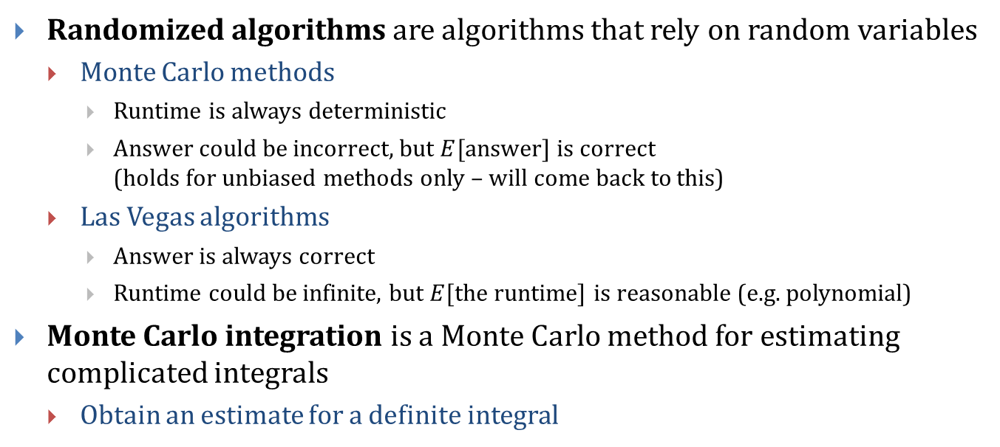 Randomized algorithms are algorithms that rely on random variables
Monte Carlo methods
Runtime is always deterministic
Answer could be incorrect, but E[answer] is correct
(holds for unbiased methods only – will come back to this)
Las Vegas algorithms
Answer is always correct
Runtime could be infinite, but E[the runtime] is reasonable (e.g. polynomial)
Monte Carlo integration is a Monte Carlo method for estimating
complicated integrals
Obtain an estimate for a definite integral